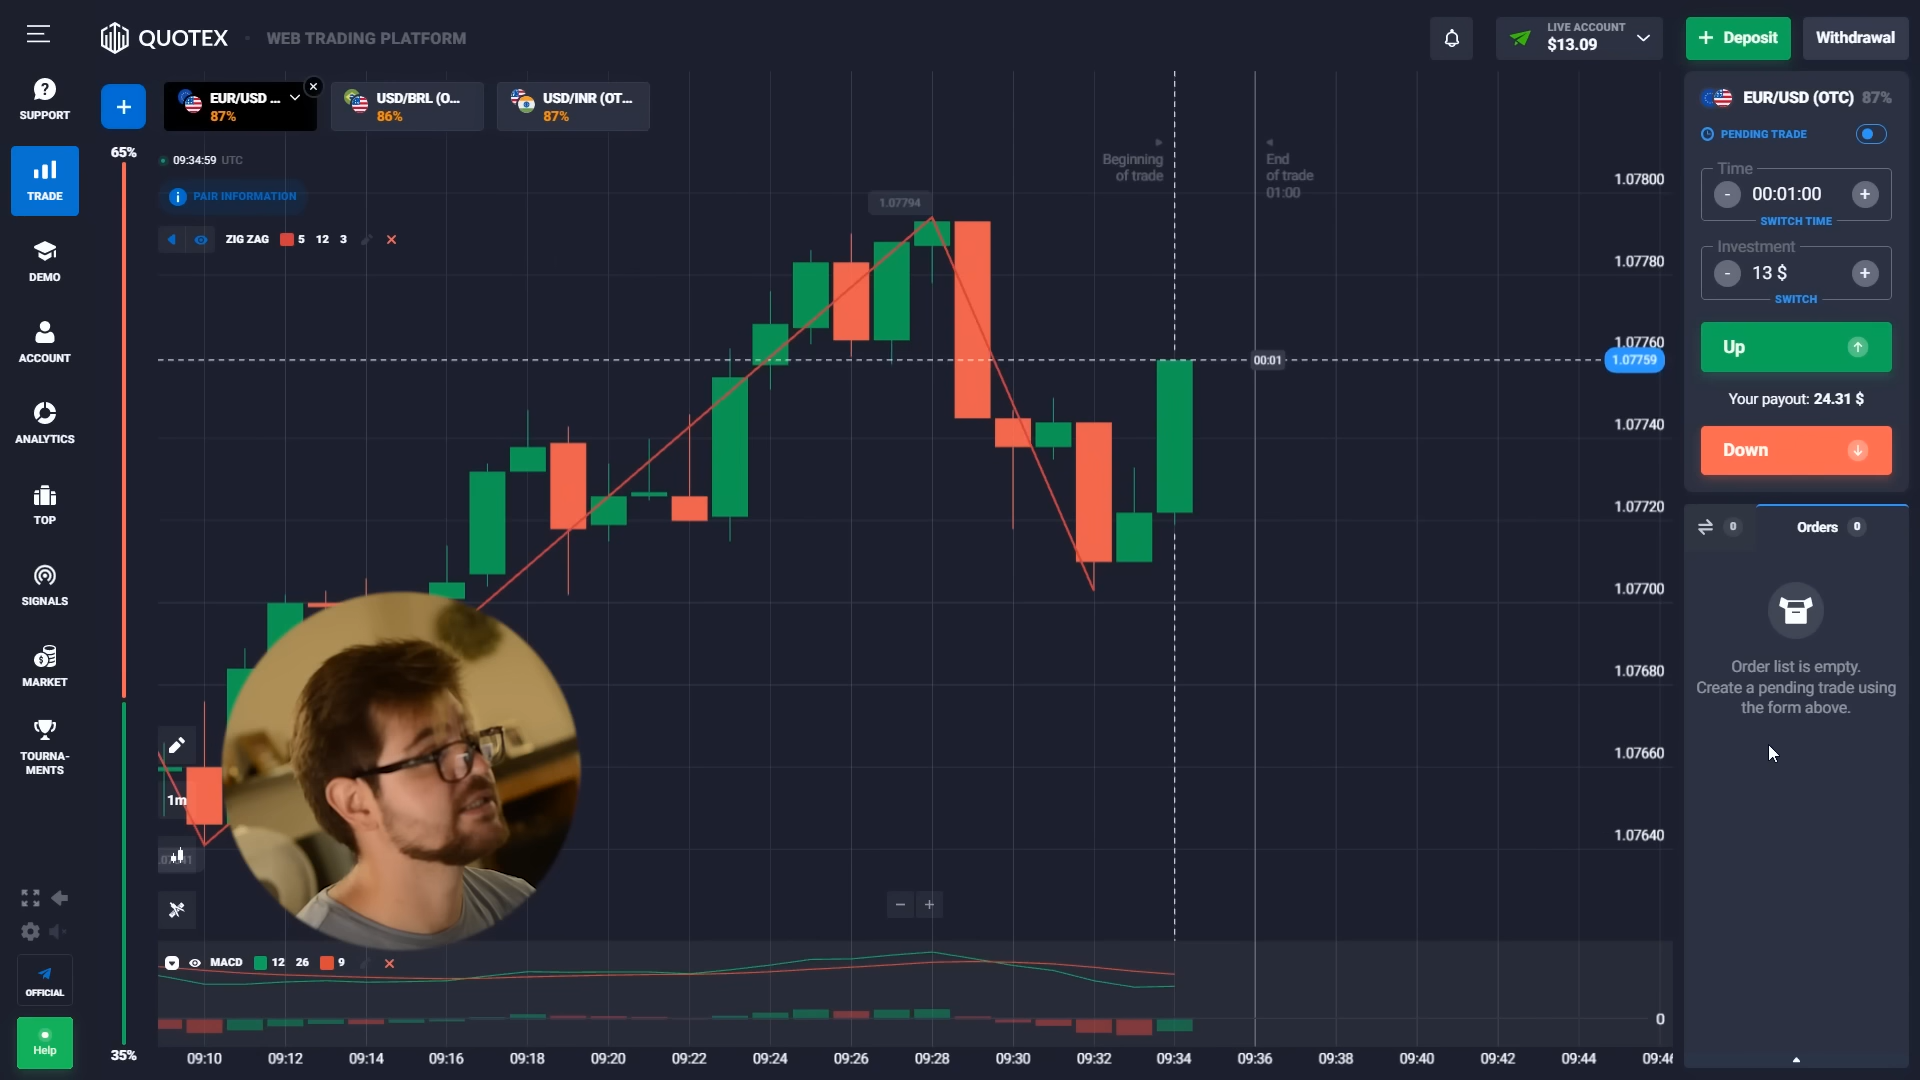 QUOTEX
WEB TRADING PLATFORM
LIVE ACCOUNT
$13.09
+ Deposit
Withdrawal
SUPPORT
TRADE
DEMO
ACCOUNT
ANALYTICS
TOP
SIGNALS
MARKET
TOURNA-
MENTS
OFFICIAL
Help
65%
35%
EUR/USD ...
87%
USD/BRL (O...
86%
USD/INR (OT...
87%
09:34:59 UTC
PAIR INFORMATION
ZIG ZAG 5 12 3
1.07794
Beginning
of trade
End
of trade
01:00
00:01
1.07800
1.07780
1.07760
1.07759
1.07740
1.07720
1.07700
1.07680
1.07660
1.07640
1m
MACD 12 26 9
0
09:10 09:12 09:14 09:16 09:18 09:20 09:22 09:24 09:26 09:28 09:30 09:32 09:34 09:36 09:38 09:40 09:42 09:44
EUR/USD (OTC) 87%
PENDING TRADE
Time
- 00:01:00 +
SWITCH TIME
Investment
- 13 $ +
SWITCH
Up
Your payout: 24.31 $
Down
0
Orders 0
Order list is empty.
Create a pending trade using
the form above.